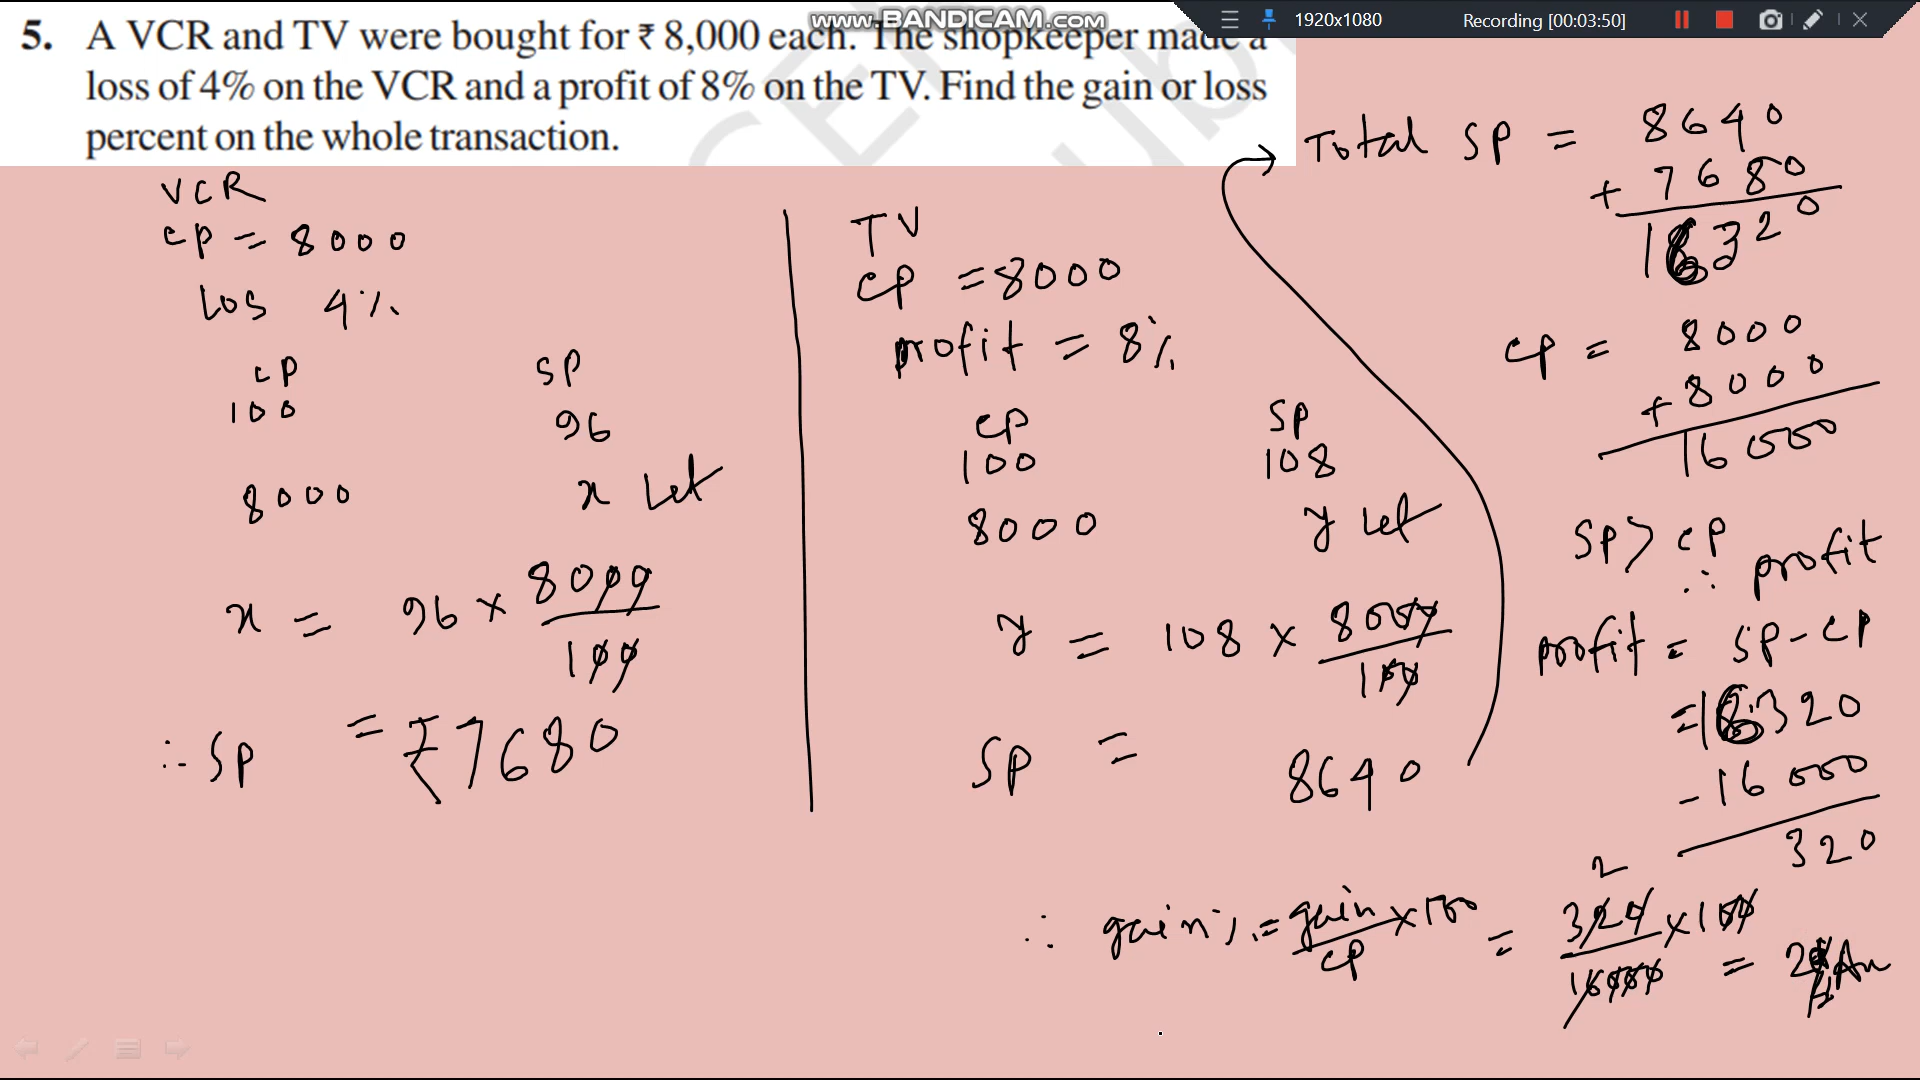 www.BANDICAM.com
1920x1080
Recording [00:03:50]
5. A VCR and TV were bought for ₹ 8,000 each. The shopkeeper made a
loss of 4% on the VCR and a profit of 8% on the TV. Find the gain or loss
percent on the whole transaction.
VCR
CP = 8000
Los 4%
CP SP
100 96
8000 x Let
x = 96 × 8000/100
∴ SP = ₹7680
TV
CP = 8000
profit = 8%
CP SP
100 108
8000 y Let
y = 108 × 8000/100
SP = 8640
Total SP = 8640
+ 7680
16320
CP = 8000
+ 8000
16000
SP > CP
∴ profit
profit = SP - CP
= 16320
- 16000
320
∴ gain % = gain/CP × 100 = 320/16000 × 100 = 2% An
2